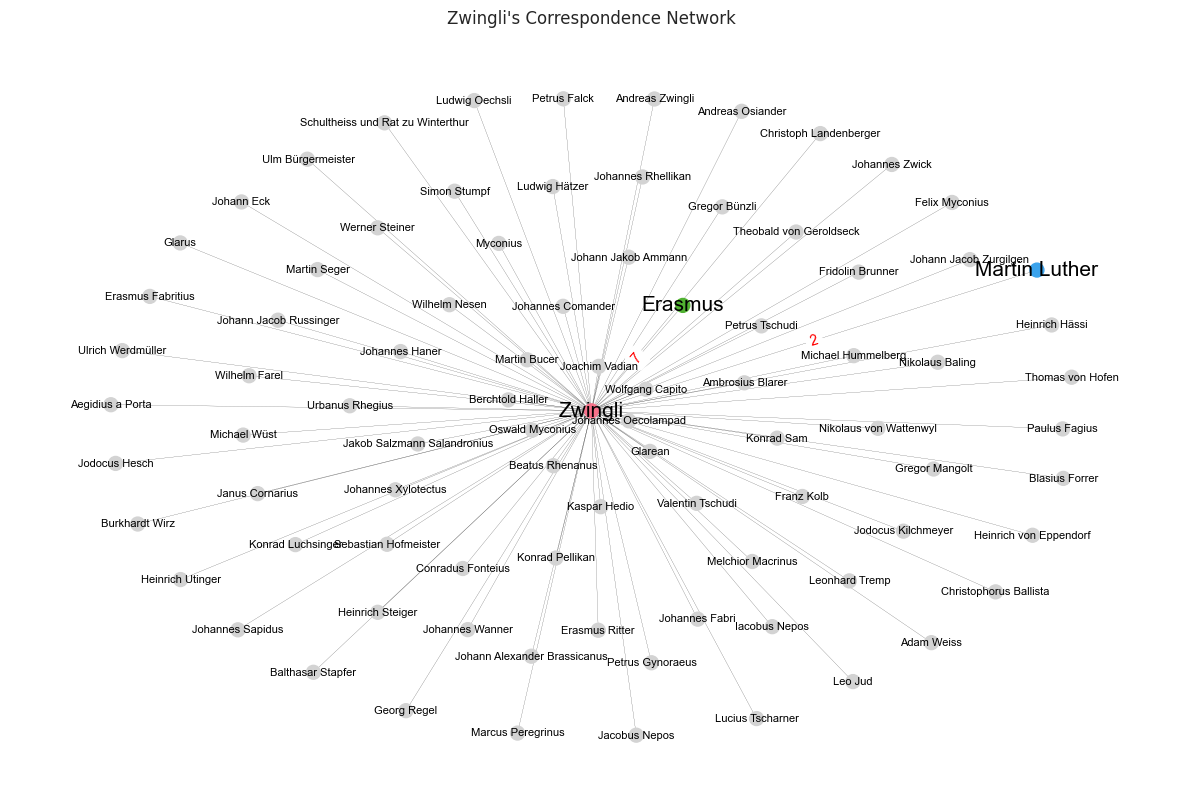 Zwingli's Correspondence Network
Ludwig Oechsli
Petrus Falck
Andreas Zwingli
Andreas Osiander
Schultheiss und Rat zu Winterthur
Christoph Landenberger
Ulm Bürgermeister
Johannes Zwick
Johannes Rhellikan
Ludwig Hätzer
Simon Stumpf
Johann Eck
Felix Myconius
Gregor Bünzli
Werner Steiner
Theobald von Geroldseck
Glarus
Myconius
Johann Jakob Ammann
Johann Jacob Zurgilgen
Martin Seger
Fridolin Brunner
Martin Luther
Erasmus Fabritius
Wilhelm Nesen
Johannes Comander
Erasmus
Johann Jacob Russinger
Petrus Tschudi
Heinrich Hässi
2
Ulrich Werdmüller
Johannes Haner
Martin Bucer
7
Michael Hummelberg
Nikolaus Baling
Joachim Vadian
Wilhelm Farel
Thomas von Hofen
Ambrosius Blarer
Wolfgang Capito
Berchtold Haller
Aegidius a Porta
Urbanus Rhegius
Zwingli
Johannes Oecolampad
Oswald Myconius
Nikolaus von Wattenwyl
Paulus Fagius
Michael Wüst
Konrad Sam
Jakob Salzmann Salandronius
Glarean
Jodocus Hesch
Beatus Rhenanus
Gregor Mangolt
Blasius Forrer
Janus Cornarius
Johannes Xylotectus
Franz Kolb
Valentin Tschudi
Kaspar Hedio
Burkhardt Wirz
Jodocus Kilchmeyer
Heinrich von Eppendorf
Konrad Luchsinger
Sebastian Hofmeister
Konrad Pellikan
Melchior Macrinus
Conradus Fonteius
Heinrich Utinger
Leonhard Tremp
Christophorus Ballista
Heinrich Steiger
Johannes Fabri
Iacobus Nepos
Johannes Sapidus
Johannes Wanner
Erasmus Ritter
Adam Weiss
Johann Alexander Brassicanus
Petrus Gynoraeus
Balthasar Stapfer
Leo Jud
Georg Regel
Lucius Tscharner
Marcus Peregrinus
Jacobus Nepos